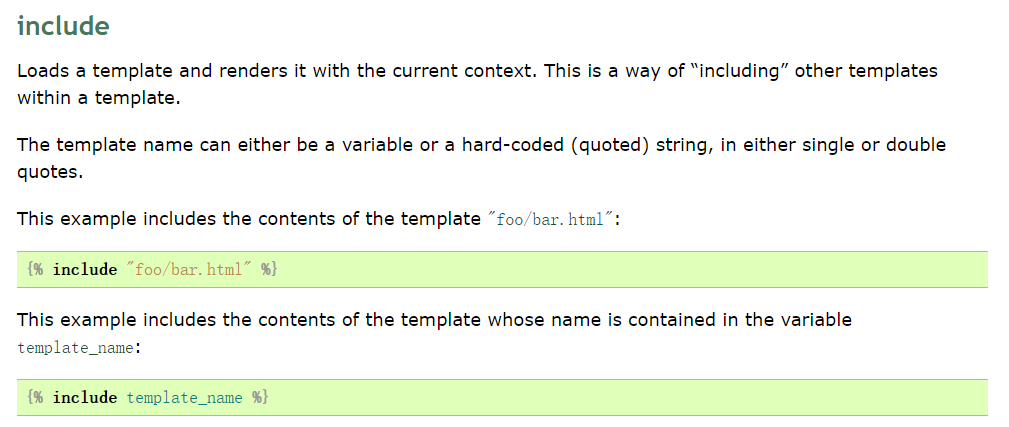 include
Loads a template and renders it with the current context. This is a way of “including” other templates
within a template.
The template name can either be a variable or a hard-coded (quoted) string, in either single or double
quotes.
This example includes the contents of the template "foo/bar.html":
{% include "foo/bar.html" %}
This example includes the contents of the template whose name is contained in the variable
template_name:
{% include template_name %}